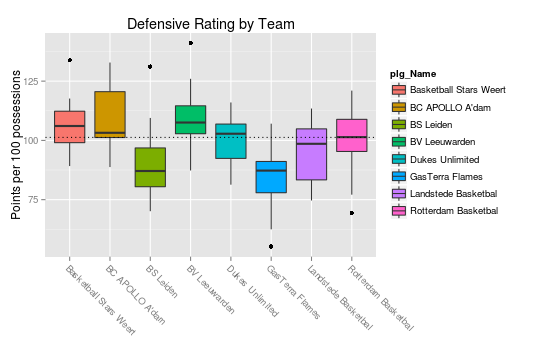 Defensive Rating by Team
Points per 100 possessions
125
100
75
Basketball Stars Weert
BC APOLLO A'dam
BS Leiden
BV Leeuwarden
Dukes Unlimited
GasTerra Flames
Landstede Basketbal
Rotterdam Basketbal
plg_Name
Basketball Stars Weert
BC APOLLO A'dam
BS Leiden
BV Leeuwarden
Dukes Unlimited
GasTerra Flames
Landstede Basketbal
Rotterdam Basketbal